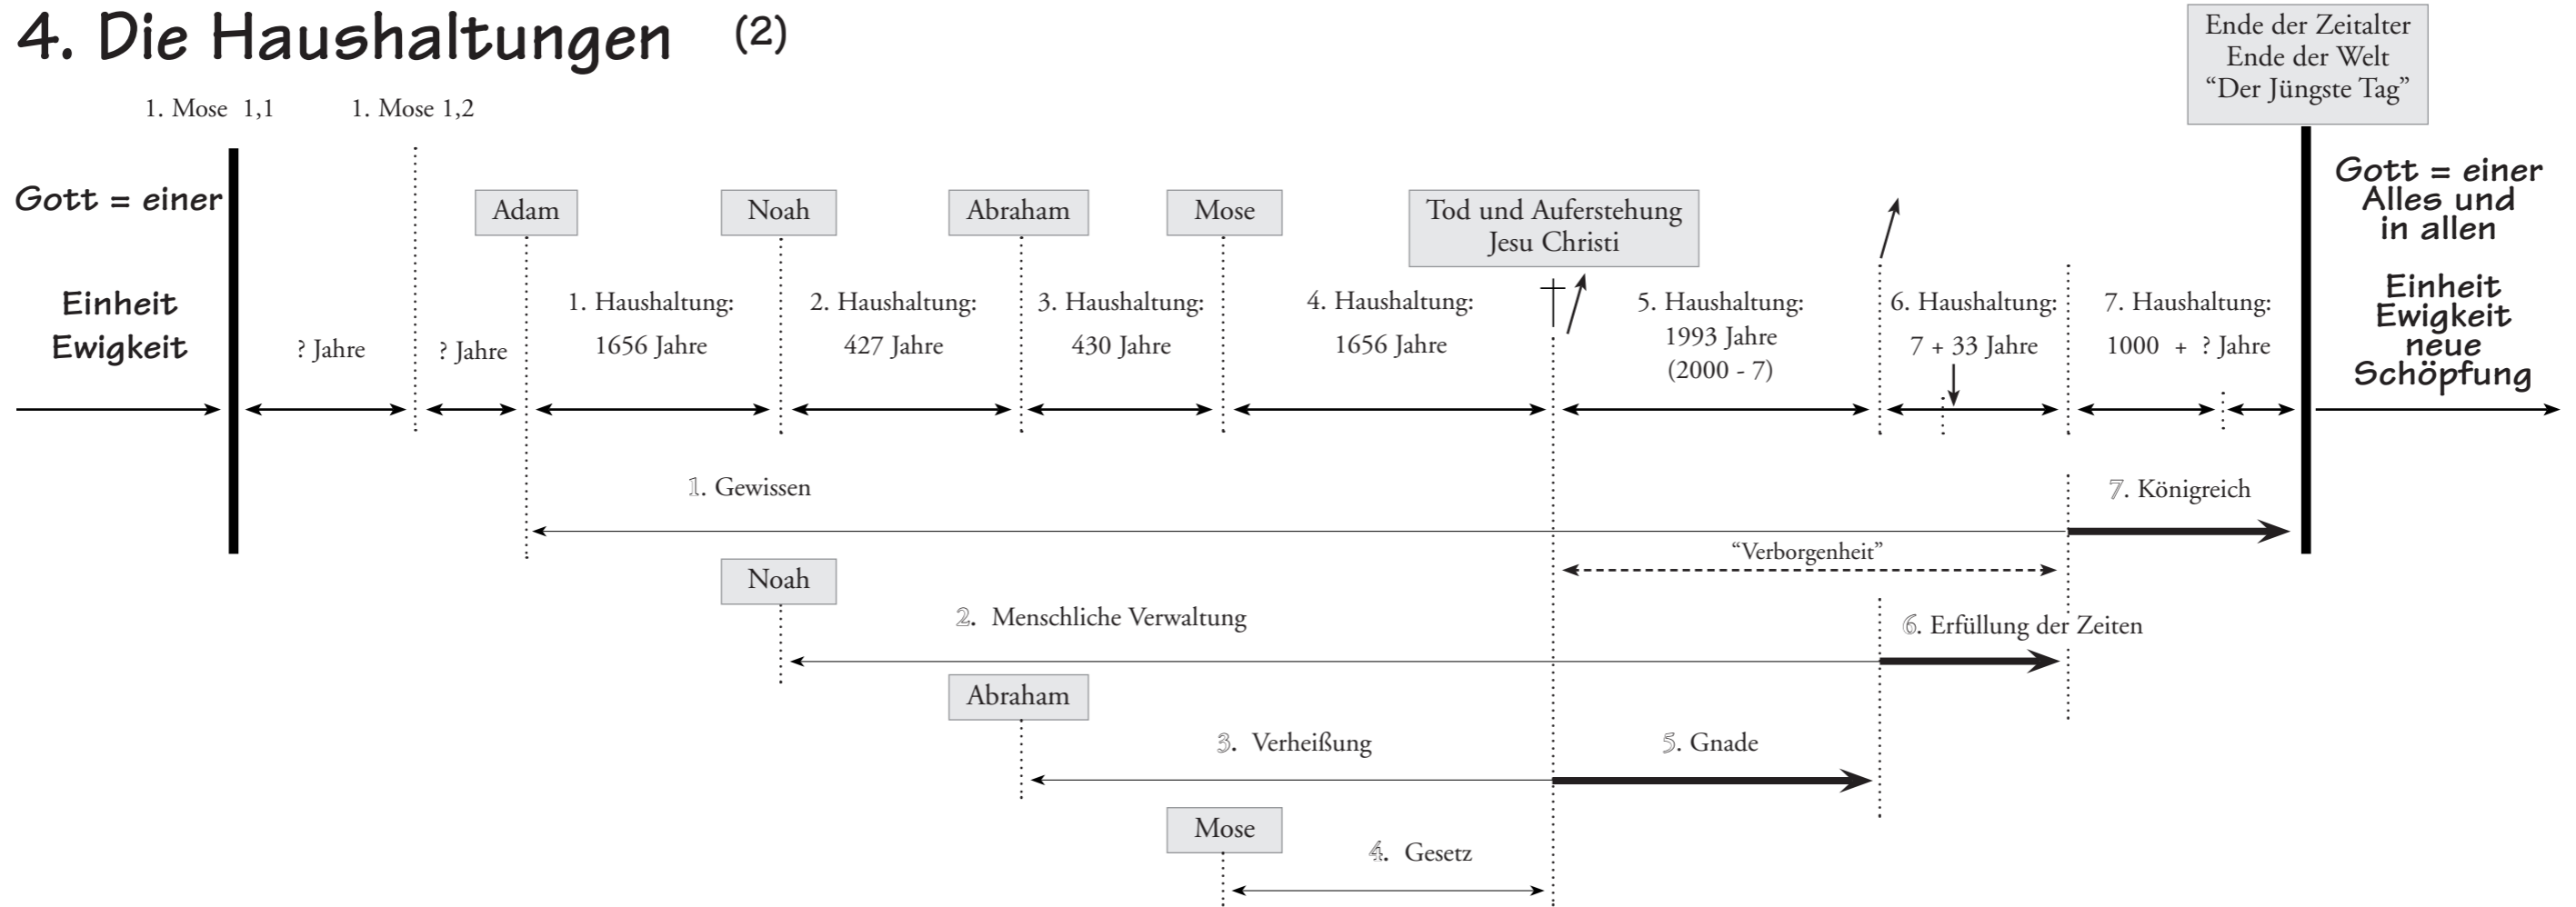 4. Die Haushaltungen (2)
Ende der Zeitalter
Ende der Welt
“Der Jüngste Tag”
1. Mose 1,1
1. Mose 1,2
Gott = einer
Einheit
Ewigkeit
? Jahre
? Jahre
Adam
Noah
Abraham
Mose
Tod und Auferstehung
Jesu Christi
1. Haushaltung:
1656 Jahre
2. Haushaltung:
427 Jahre
3. Haushaltung:
430 Jahre
4. Haushaltung:
1656 Jahre
5. Haushaltung:
1993 Jahre
(2000 - 7)
6. Haushaltung:
7 + 33 Jahre
7. Haushaltung:
1000 + ? Jahre
Gott = einer
Alles und
in allen
Einheit
Ewigkeit
neue
Schöpfung
1. Gewissen
7. Königreich
“Verborgenheit”
Noah
2. Menschliche Verwaltung
6. Erfüllung der Zeiten
Abraham
3. Verheißung
5. Gnade
Mose
4. Gesetz